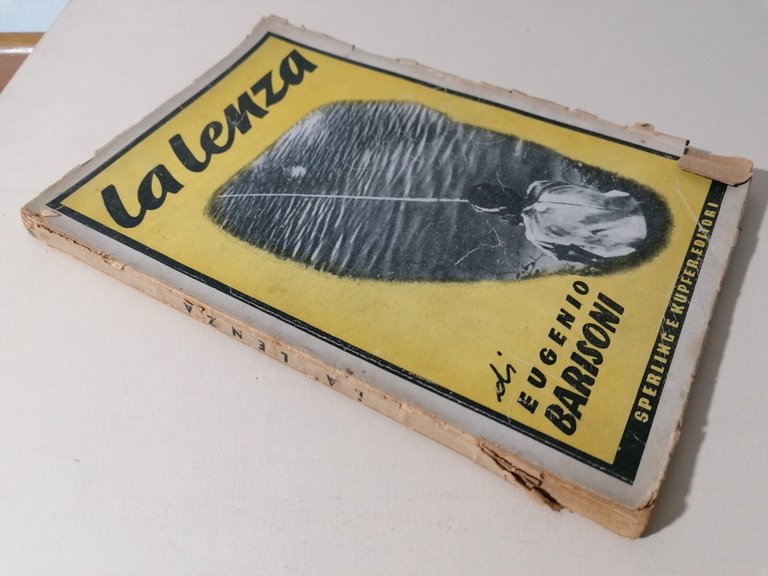 La Lenza
di
EUGENIO
BARISONI
SPERLING E KUPFER, EDITORI
LA LENZA